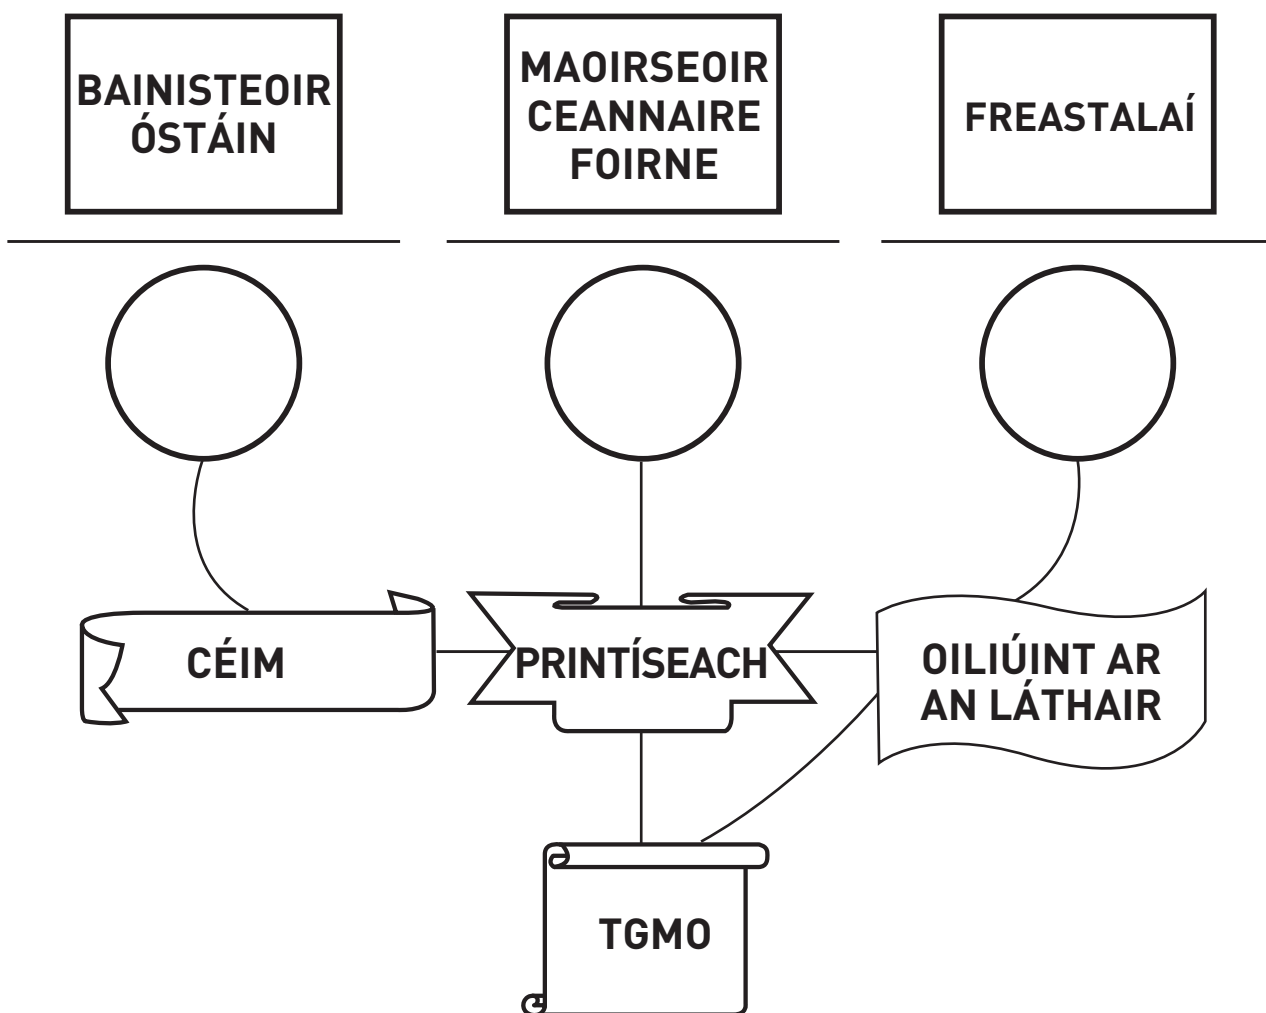 BAINISTEOIR
ÓSTÁIN
MAOIRSEOIR
CEANNAIRE
FOIRNE
FREASTALAÍ
CÉIM
PRINTÍSEACH
OILIÚINT AR
AN LÁTHAIR
TGMO